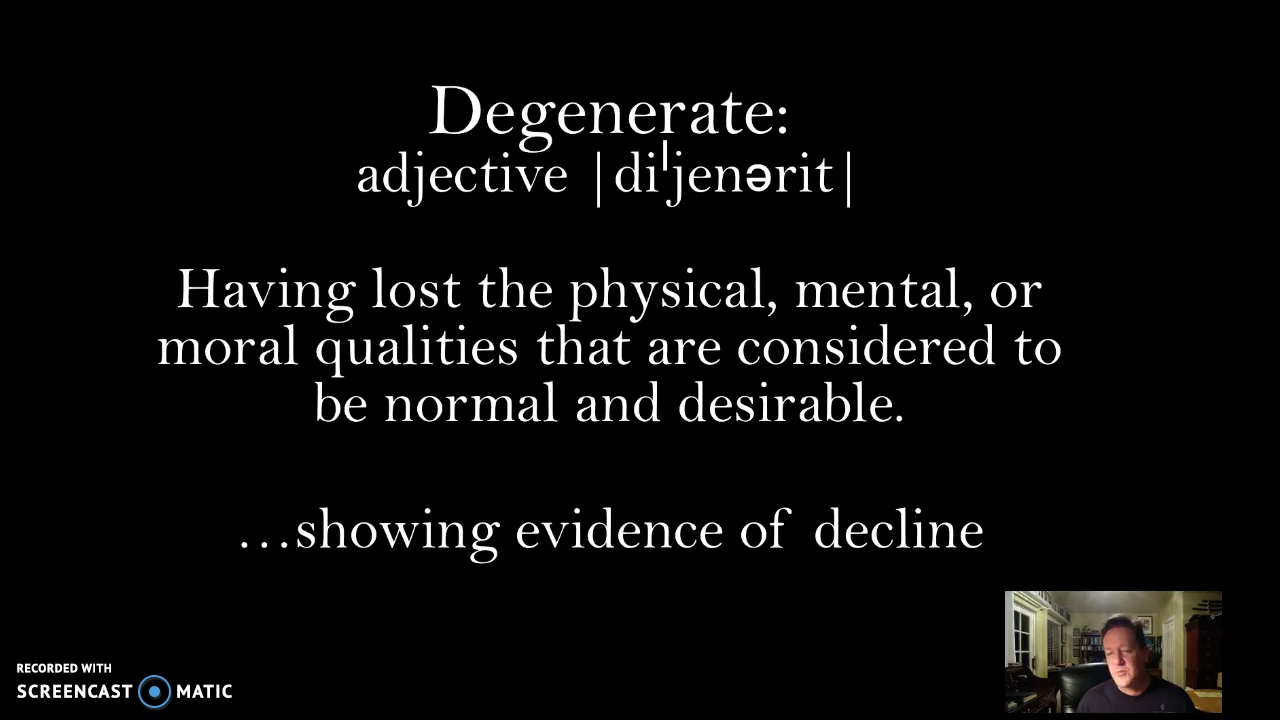 Degenerate:
adjective |diˈjenərit|
Having lost the physical, mental, or
moral qualities that are considered to
be normal and desirable.
…showing evidence of decline
RECORDED WITH
SCREENCAST MATIC